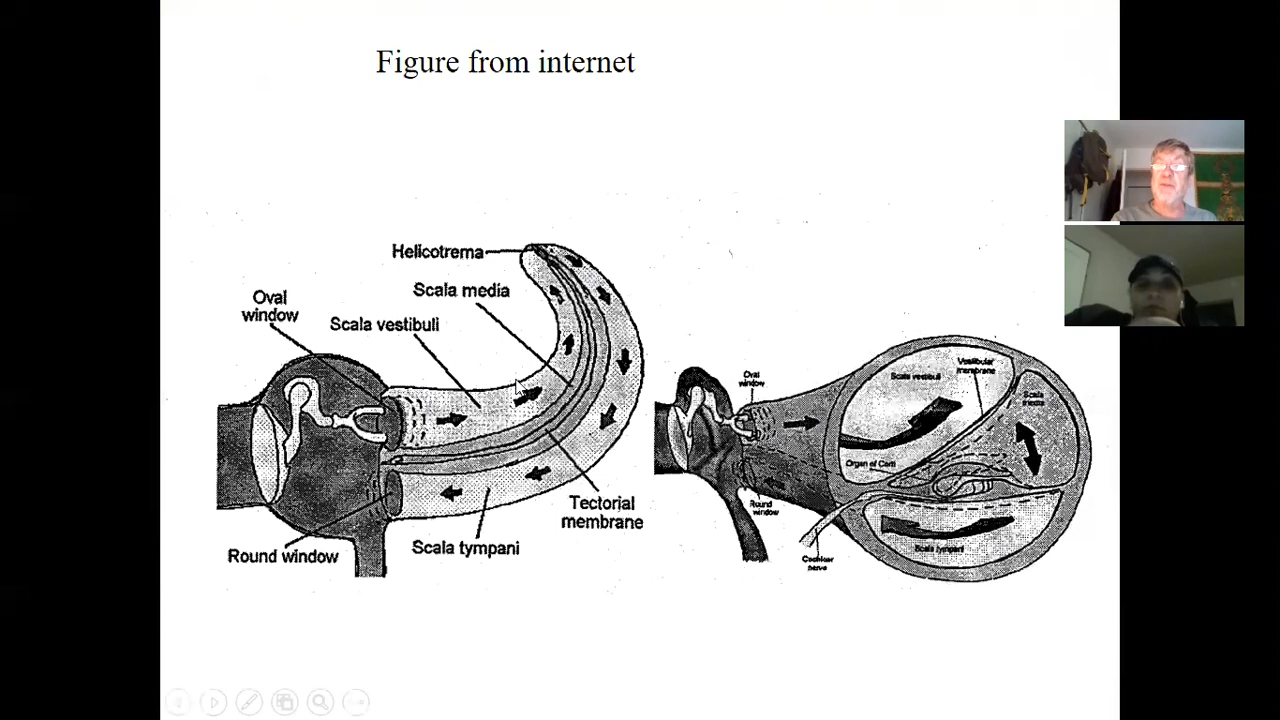 Figure from internet
Helicotrema
Scala media
Oval
window
Scala vestibuli
Tectorial
membrane
Round window
Scala tympani
Oval
window
Scala vestibuli
Vestibular
membrane
Scala
media
Organ of Corti
Round
window
Scala tympani
Cochlear
nerve